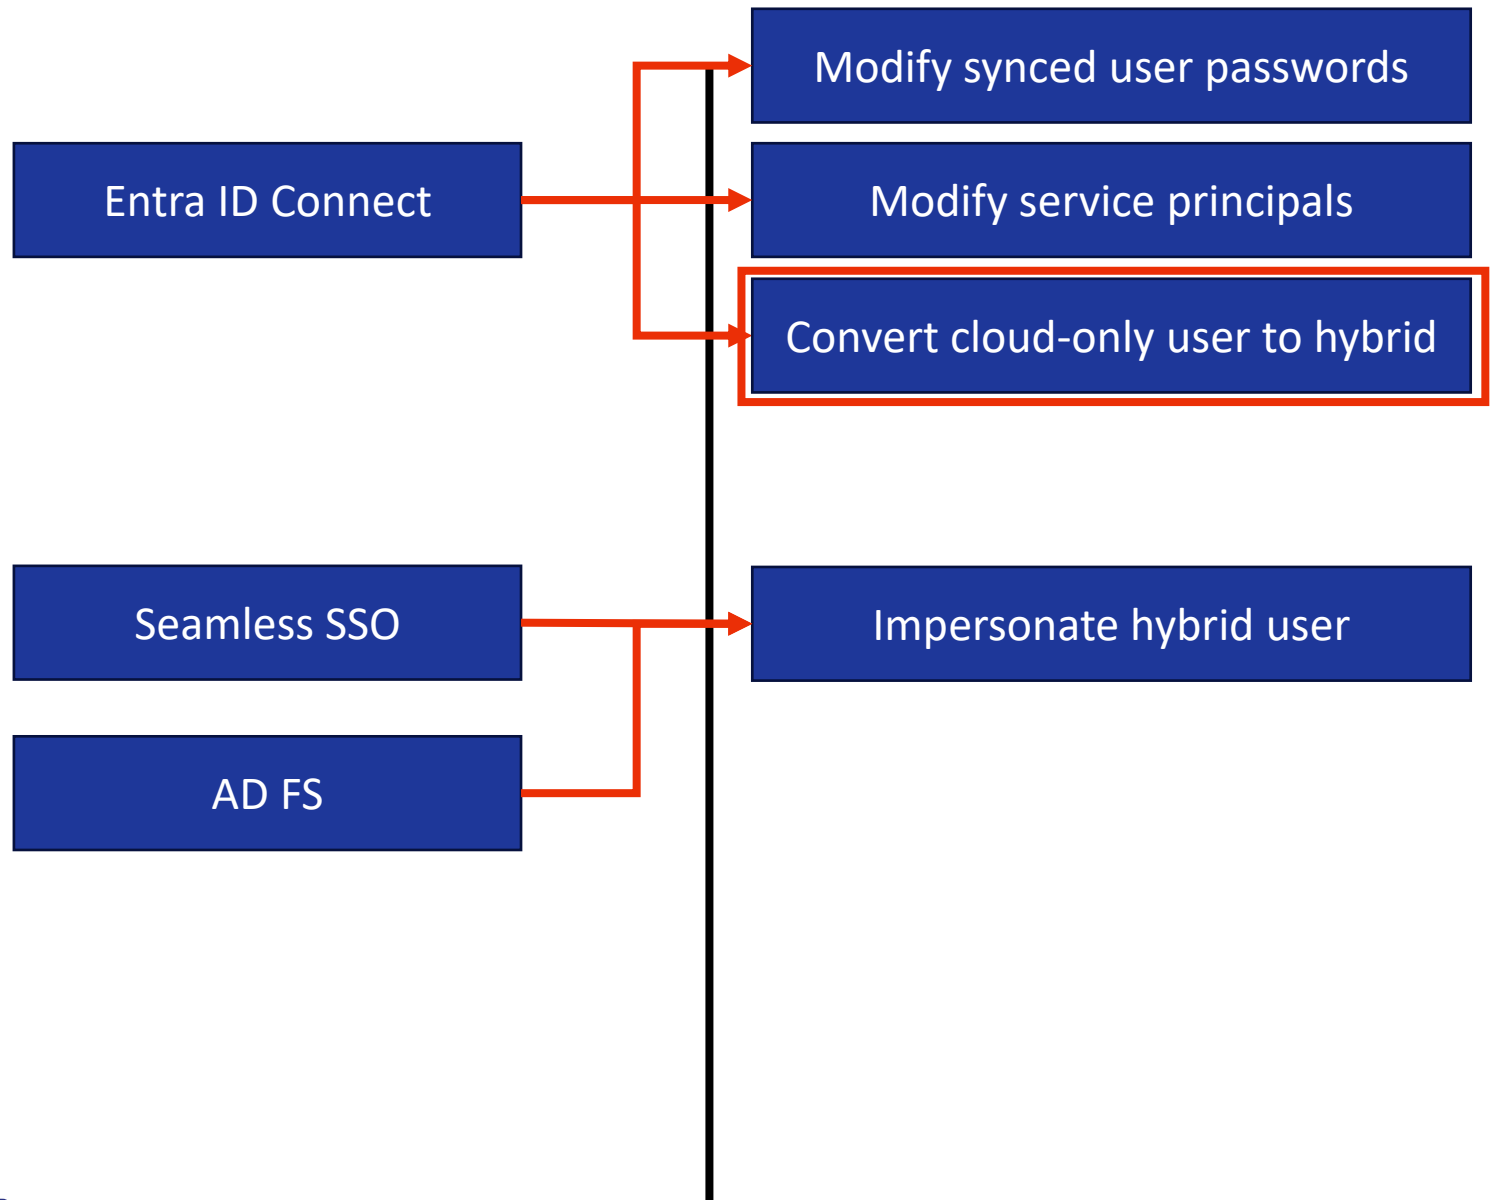 Modify synced user passwords
Entra ID Connect
Modify service principals
Convert cloud-only user to hybrid
Seamless SSO
Impersonate hybrid user
AD FS